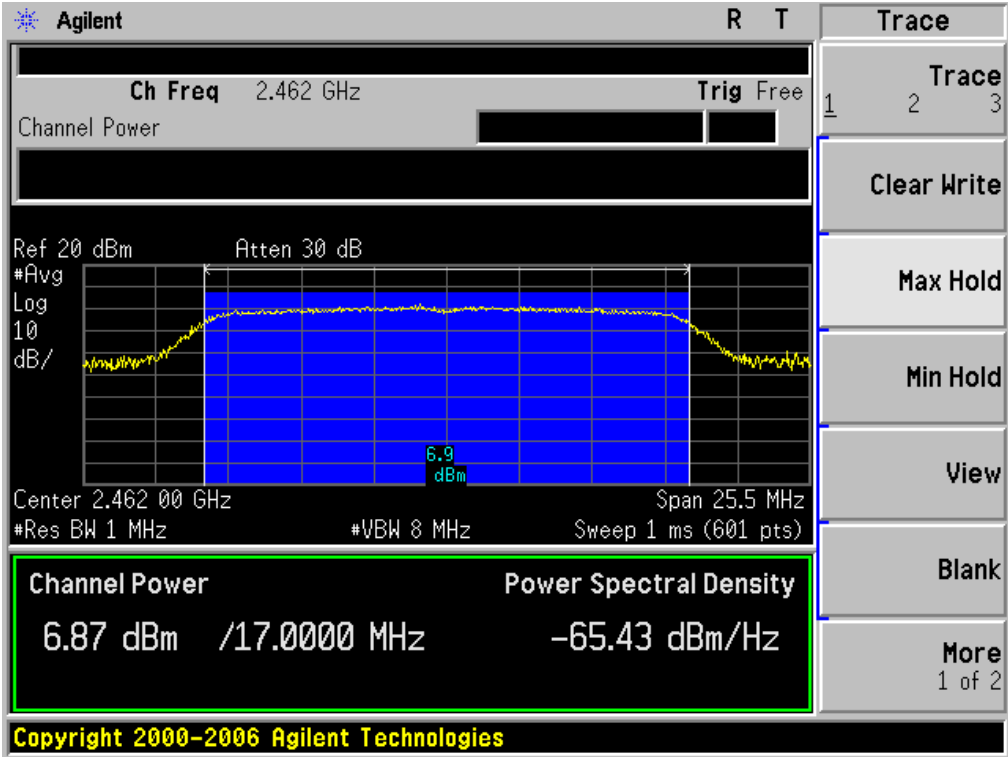 Agilent R T
Trace
Ch Freq 2.462 GHz Trig Free
Channel Power
Ref 20 dBm Atten 30 dB
#Avg
Log
10
dB/
6.9
dBm
Center 2.462 00 GHz Span 25.5 MHz
#Res BW 1 MHz #VBW 8 MHz Sweep 1 ms (601 pts)
Channel Power Power Spectral Density
6.87 dBm /17.0000 MHz -65.43 dBm/Hz
Copyright 2000-2006 Agilent Technologies
Trace
1 2 3
Clear Write
Max Hold
Min Hold
View
Blank
More
1 of 2